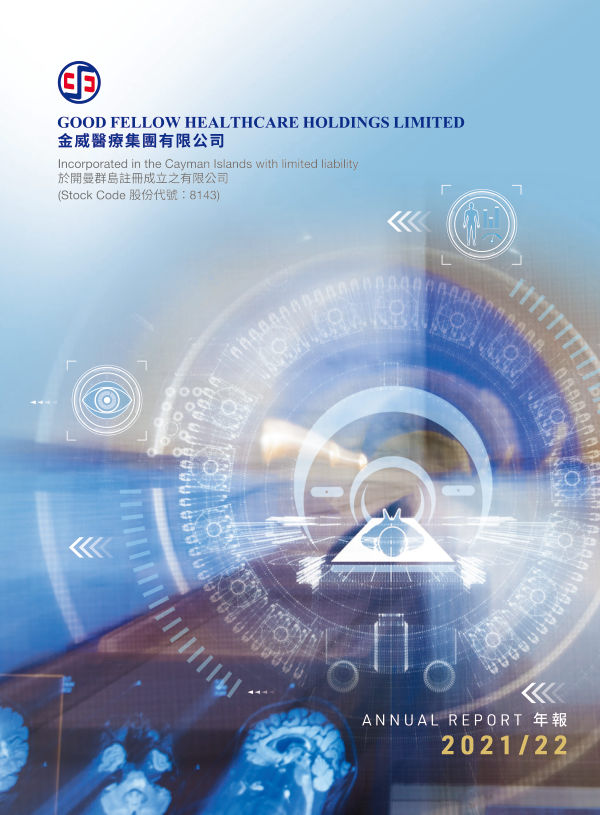 GOOD FELLOW HEALTHCARE HOLDINGS LIMITED
金威醫療集團有限公司
Incorporated in the Cayman Islands with limited liability
於開曼群島註冊成立之有限公司
(Stock Code 股份代號：8143)
ANNUAL REPORT 年報
2021/22